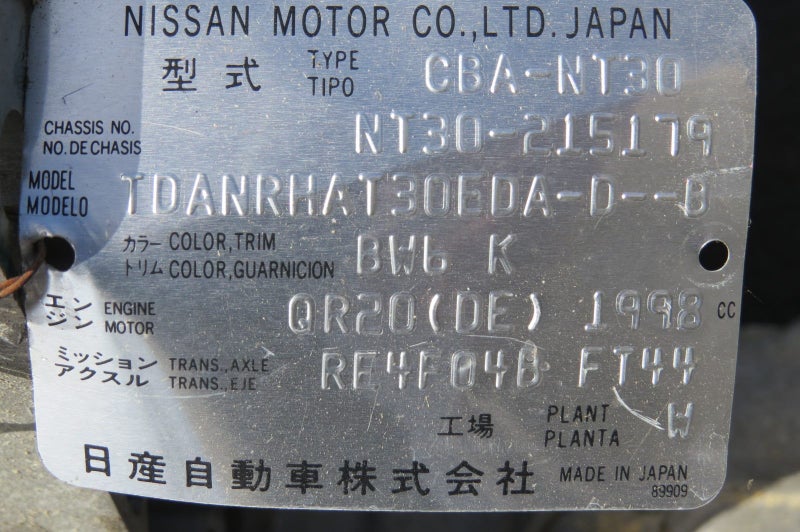 NISSAN MOTOR CO.,LTD. JAPAN
型式 TYPE TIPO CBA-NT30
CHASSIS NO. NO. DE CHASIS NT30-215179
MODEL MODELO TDANRHAT30EDA-D--B
カラー COLOR,TRIM トリム COLOR,GUARNICION BW6 K
エンジン ENGINE MOTOR QR20(DE) 1998 CC
ミッション TRANS.,AXLE アクスル TRANS.,EJE RE4F04B FT44
工場 PLANT PLANTA W
日産自動車株式会社 MADE IN JAPAN
89909